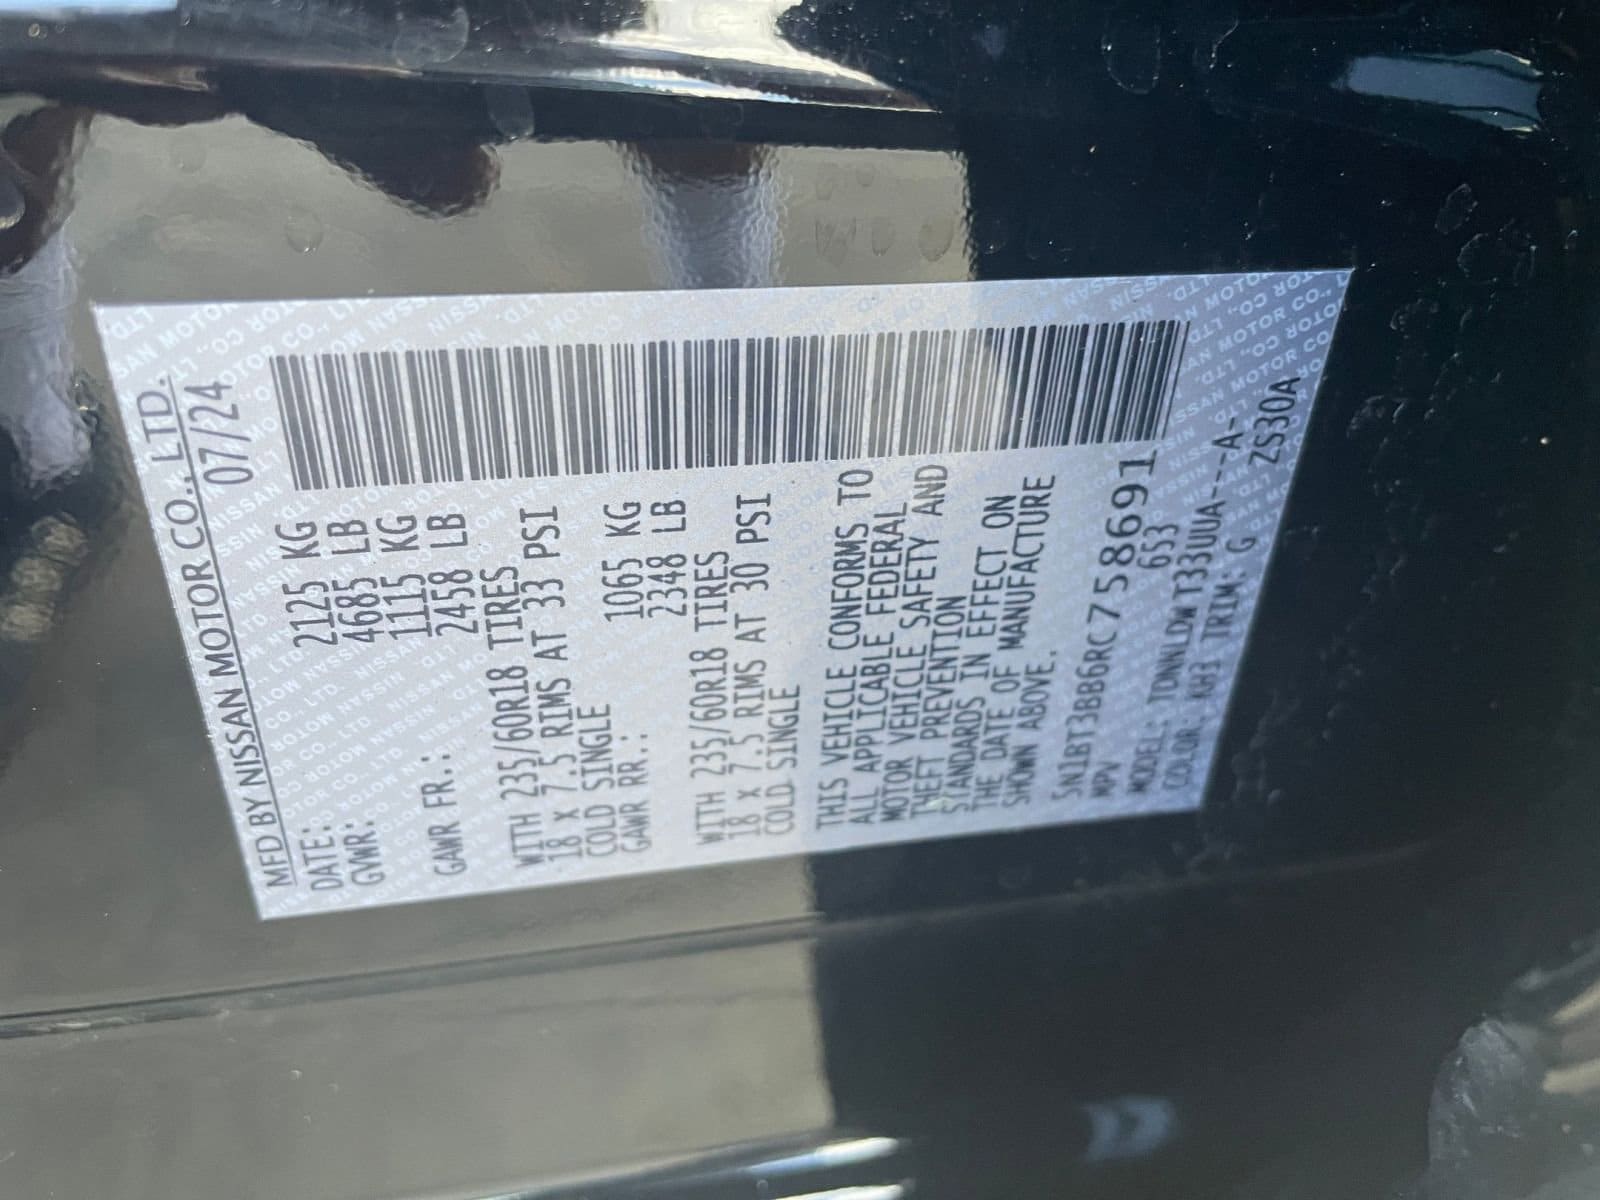 MFD BY NISSAN MOTOR CO., LTD.
DATE: 07/24
GVWR: 2125 KG
4685 LB
1115 KG
GAWR FR.: 2458 LB
WITH 235/60R18 TIRES
18 X 7.5 RIMS AT 33 PSI
COLD SINGLE
GAWR RR.: 1065 KG
2348 LB
WITH 235/60R18 TIRES
18 X 7.5 RIMS AT 30 PSI
COLD SINGLE
THIS VEHICLE CONFORMS TO
ALL APPLICABLE FEDERAL
MOTOR VEHICLE SAFETY AND
THEFT PREVENTION
STANDARDS IN EFFECT ON
THE DATE OF MANUFACTURE
SHOWN ABOVE.
5N1BT3BB6RC758691
MPV 653
MODEL: TDNNLDWT33UUA---A-
COLOR: KH3 TRIM: G
ZS30A